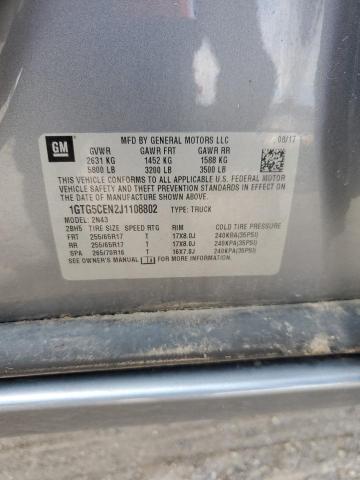 GM
MFD BY GENERAL MOTORS LLC
08/17
GVWR GAWR FRT GAWR RR
2631 KG 1452 KG 1588 KG
5800 LB 3200 LB 3500 LB
THIS VEHICLE CONFORMS TO ALL APPLICABLE U.S. FEDERAL MOTOR
VEHICLE SAFETY AND THEFT PREVENTION STANDARDS IN
EFFECT ON THE DATE OF MANUFACTURE SHOWN ABOVE.
1GTG5CEN2J1108802 TYPE: TRUCK
MODEL: 2N43
2BH5 TIRE SIZE SPEED RTG RIM COLD TIRE PRESSURE
FRT 255/65R17 T 17X8.0J 240KPA(35PSI)
RR 255/65R17 T 17X8.0J 240KPA(35PSI)
SPA 265/70R16 T 16X7.0J 240KPA(35PSI)
SEE OWNER'S MANUAL FOR ADDITIONAL INFORMATION.